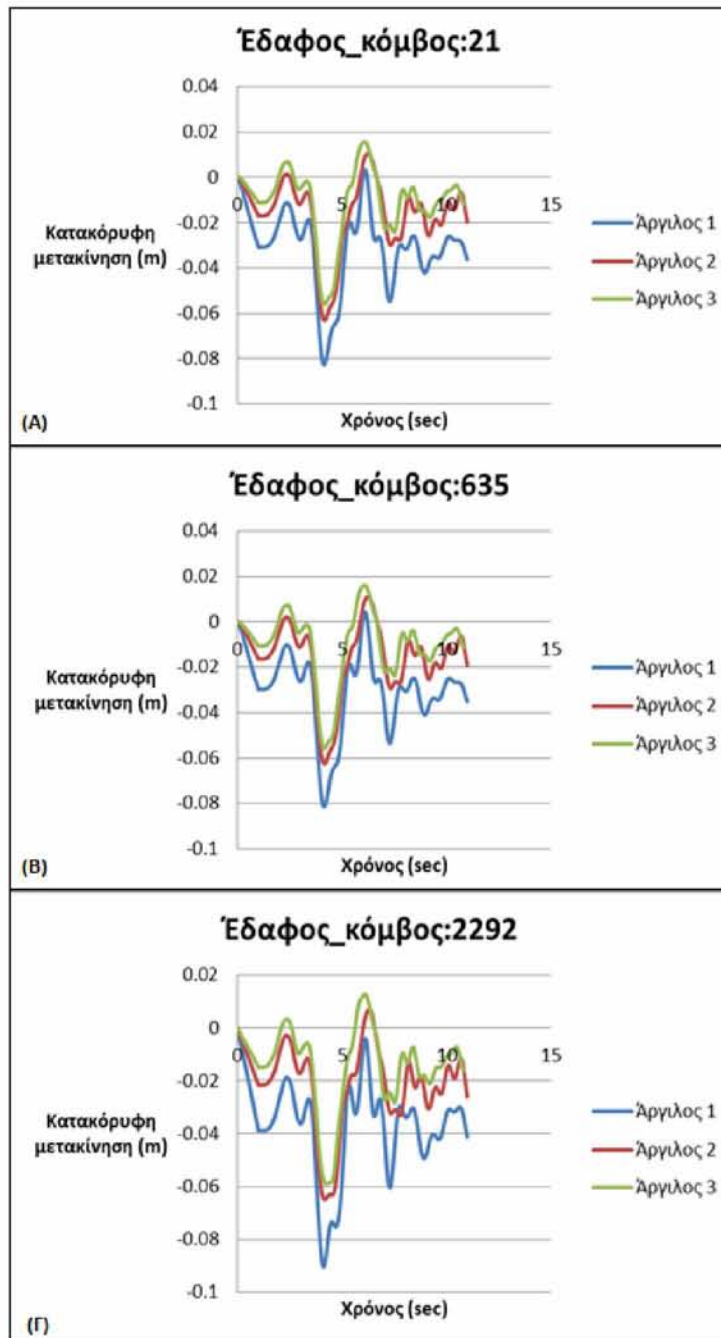 Έδαφος_κόμβος:21
0.04
0.02
0
-0.02
-0.04
-0.06
-0.08
-0.1
0 5 10 15
Κατακόρυφη
μετακίνηση (m)
Χρόνος (sec)
Άργιλος 1
Άργιλος 2
Άργιλος 3
(Α)
Έδαφος_κόμβος:635
0.04
0.02
0
-0.02
-0.04
-0.06
-0.08
-0.1
0 5 10 15
Κατακόρυφη
μετακίνηση (m)
Χρόνος (sec)
Άργιλος 1
Άργιλος 2
Άργιλος 3
(Β)
Έδαφος_κόμβος:2292
0.02
0
-0.02
-0.04
-0.06
-0.08
-0.1
0 5 10 15
Κατακόρυφη
μετακίνηση (m)
Χρόνος (sec)
Άργιλος 1
Άργιλος 2
Άργιλος 3
(Γ)